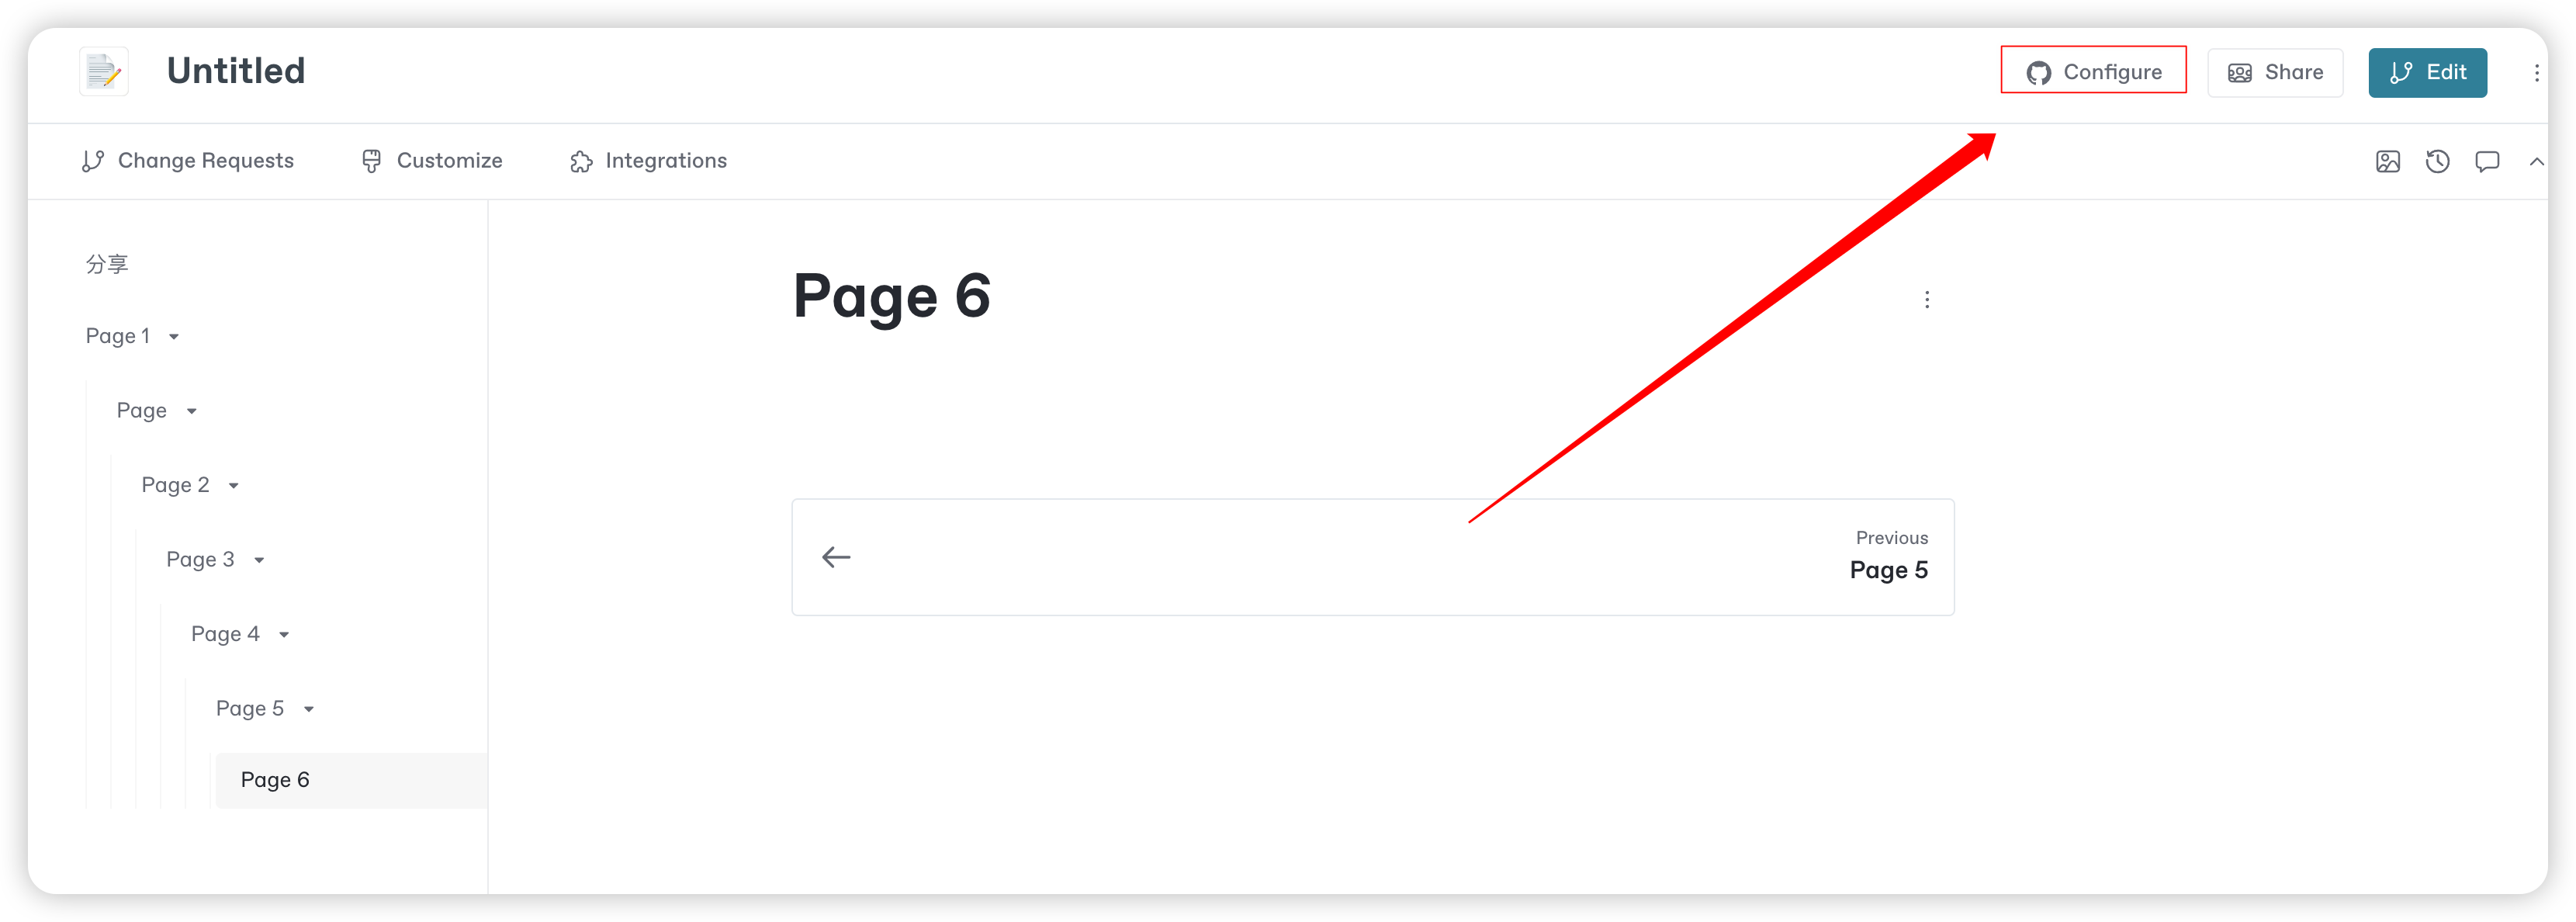 Untitled
Configure
Share
Edit
Change Requests
Customize
Integrations
分享
Page 1
Page
Page 2
Page 3
Page 4
Page 5
Page 6
Page 6
Previous
Page 5